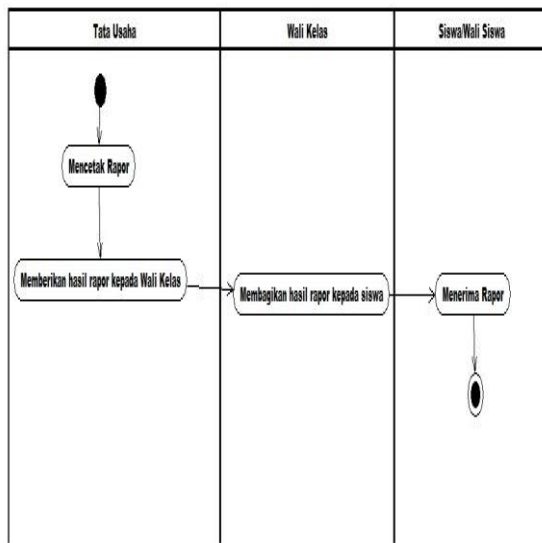 Tata Usaha
Wali Kelas
Siswa/Wali Siswa
Mencetak Rapor
Memberikan hasil rapor kepada Wali Kelas
Membagikan hasil rapor kepada siswa
Menerima Rapor